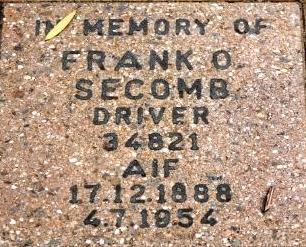 IN MEMORY OF
FRANK O.
SECOMB
DRIVER
34821
AIF
17.12.1888
4.7.1954